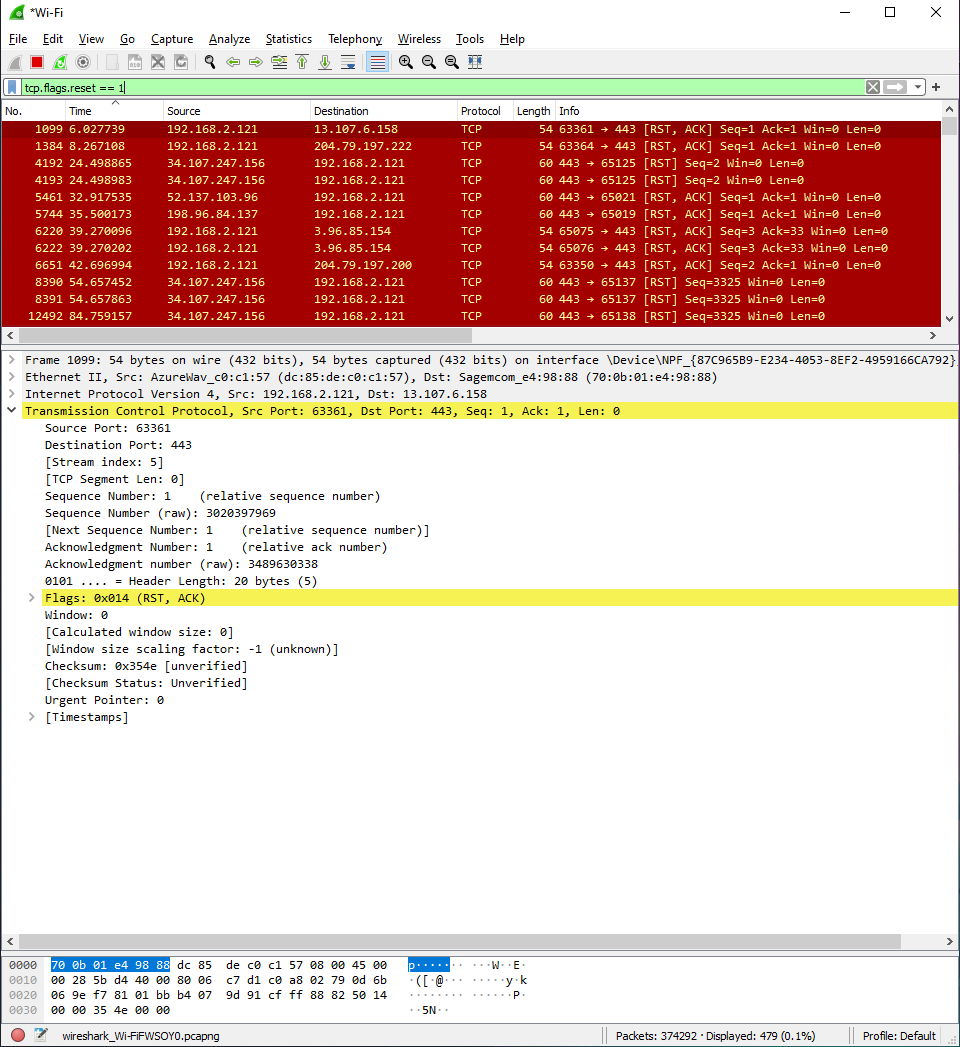 *Wi-Fi
File Edit View Go Capture Analyze Statistics Telephony Wireless Tools Help
tcp.flags.reset == 1
No. Time Source Destination Protocol Length Info
1099 6.027739 192.168.2.121 13.107.6.158 TCP 54 63361 → 443 [RST, ACK] Seq=1 Ack=1 Win=0 Len=0
1384 8.267108 192.168.2.121 204.79.197.222 TCP 54 63364 → 443 [RST, ACK] Seq=1 Ack=1 Win=0 Len=0
4192 24.498865 34.107.247.156 192.168.2.121 TCP 60 443 → 65125 [RST] Seq=2 Win=0 Len=0
4193 24.498983 34.107.247.156 192.168.2.121 TCP 60 443 → 65125 [RST] Seq=2 Win=0 Len=0
5461 32.917535 52.137.103.96 192.168.2.121 TCP 60 443 → 65021 [RST, ACK] Seq=1 Ack=1 Win=0 Len=0
5744 35.500173 198.96.84.137 192.168.2.121 TCP 60 443 → 65019 [RST, ACK] Seq=1 Ack=1 Win=0 Len=0
6220 39.270096 192.168.2.121 3.96.85.154 TCP 54 65075 → 443 [RST, ACK] Seq=3 Ack=33 Win=0 Len=0
6222 39.270202 192.168.2.121 3.96.85.154 TCP 54 65076 → 443 [RST, ACK] Seq=3 Ack=33 Win=0 Len=0
6651 42.696994 192.168.2.121 204.79.197.200 TCP 54 63350 → 443 [RST, ACK] Seq=2 Ack=1 Win=0 Len=0
8390 54.657452 34.107.247.156 192.168.2.121 TCP 60 443 → 65137 [RST] Seq=3325 Win=0 Len=0
8391 54.657863 34.107.247.156 192.168.2.121 TCP 60 443 → 65137 [RST] Seq=3325 Win=0 Len=0
12492 84.759157 34.107.247.156 192.168.2.121 TCP 60 443 → 65138 [RST] Seq=3325 Win=0 Len=0
Frame 1099: 54 bytes on wire (432 bits), 54 bytes captured (432 bits) on interface \Device\NPF_{87C965B9-E234-4053-8EF2-4959166CA792}
Ethernet II, Src: AzureWav_c0:c1:57 (dc:85:de:c0:c1:57), Dst: Sagemcom_e4:98:88 (70:0b:01:e4:98:88)
Internet Protocol Version 4, Src: 192.168.2.121, Dst: 13.107.6.158
Transmission Control Protocol, Src Port: 63361, Dst Port: 443, Seq: 1, Ack: 1, Len: 0
Source Port: 63361
Destination Port: 443
[Stream index: 5]
[TCP Segment Len: 0]
Sequence Number: 1 (relative sequence number)
Sequence Number (raw): 3020397969
[Next Sequence Number: 1 (relative sequence number)]
Acknowledgment Number: 1 (relative ack number)
Acknowledgment number (raw): 3489630338
0101 .... = Header Length: 20 bytes (5)
Flags: 0x014 (RST, ACK)
Window: 0
[Calculated window size: 0]
[Window size scaling factor: -1 (unknown)]
Checksum: 0x354e [unverified]
[Checksum Status: Unverified]
Urgent Pointer: 0
[Timestamps]
0000 70 0b 01 e4 98 88 dc 85 de c0 c1 57 08 00 45 00 p······· ···W··E·
0010 00 28 5b d4 40 00 80 06 c7 d1 c0 a8 02 79 0d 6b ·([·@··· ·····y·k
0020 06 9e f7 81 01 bb b4 07 9d 91 cf ff 88 82 50 14 ········ ······P·
0030 00 00 35 4e 00 00 ··5N··
wireshark_Wi-FiFWSOY0.pcapng Packets: 374292 · Displayed: 479 (0.1%) Profile: Default